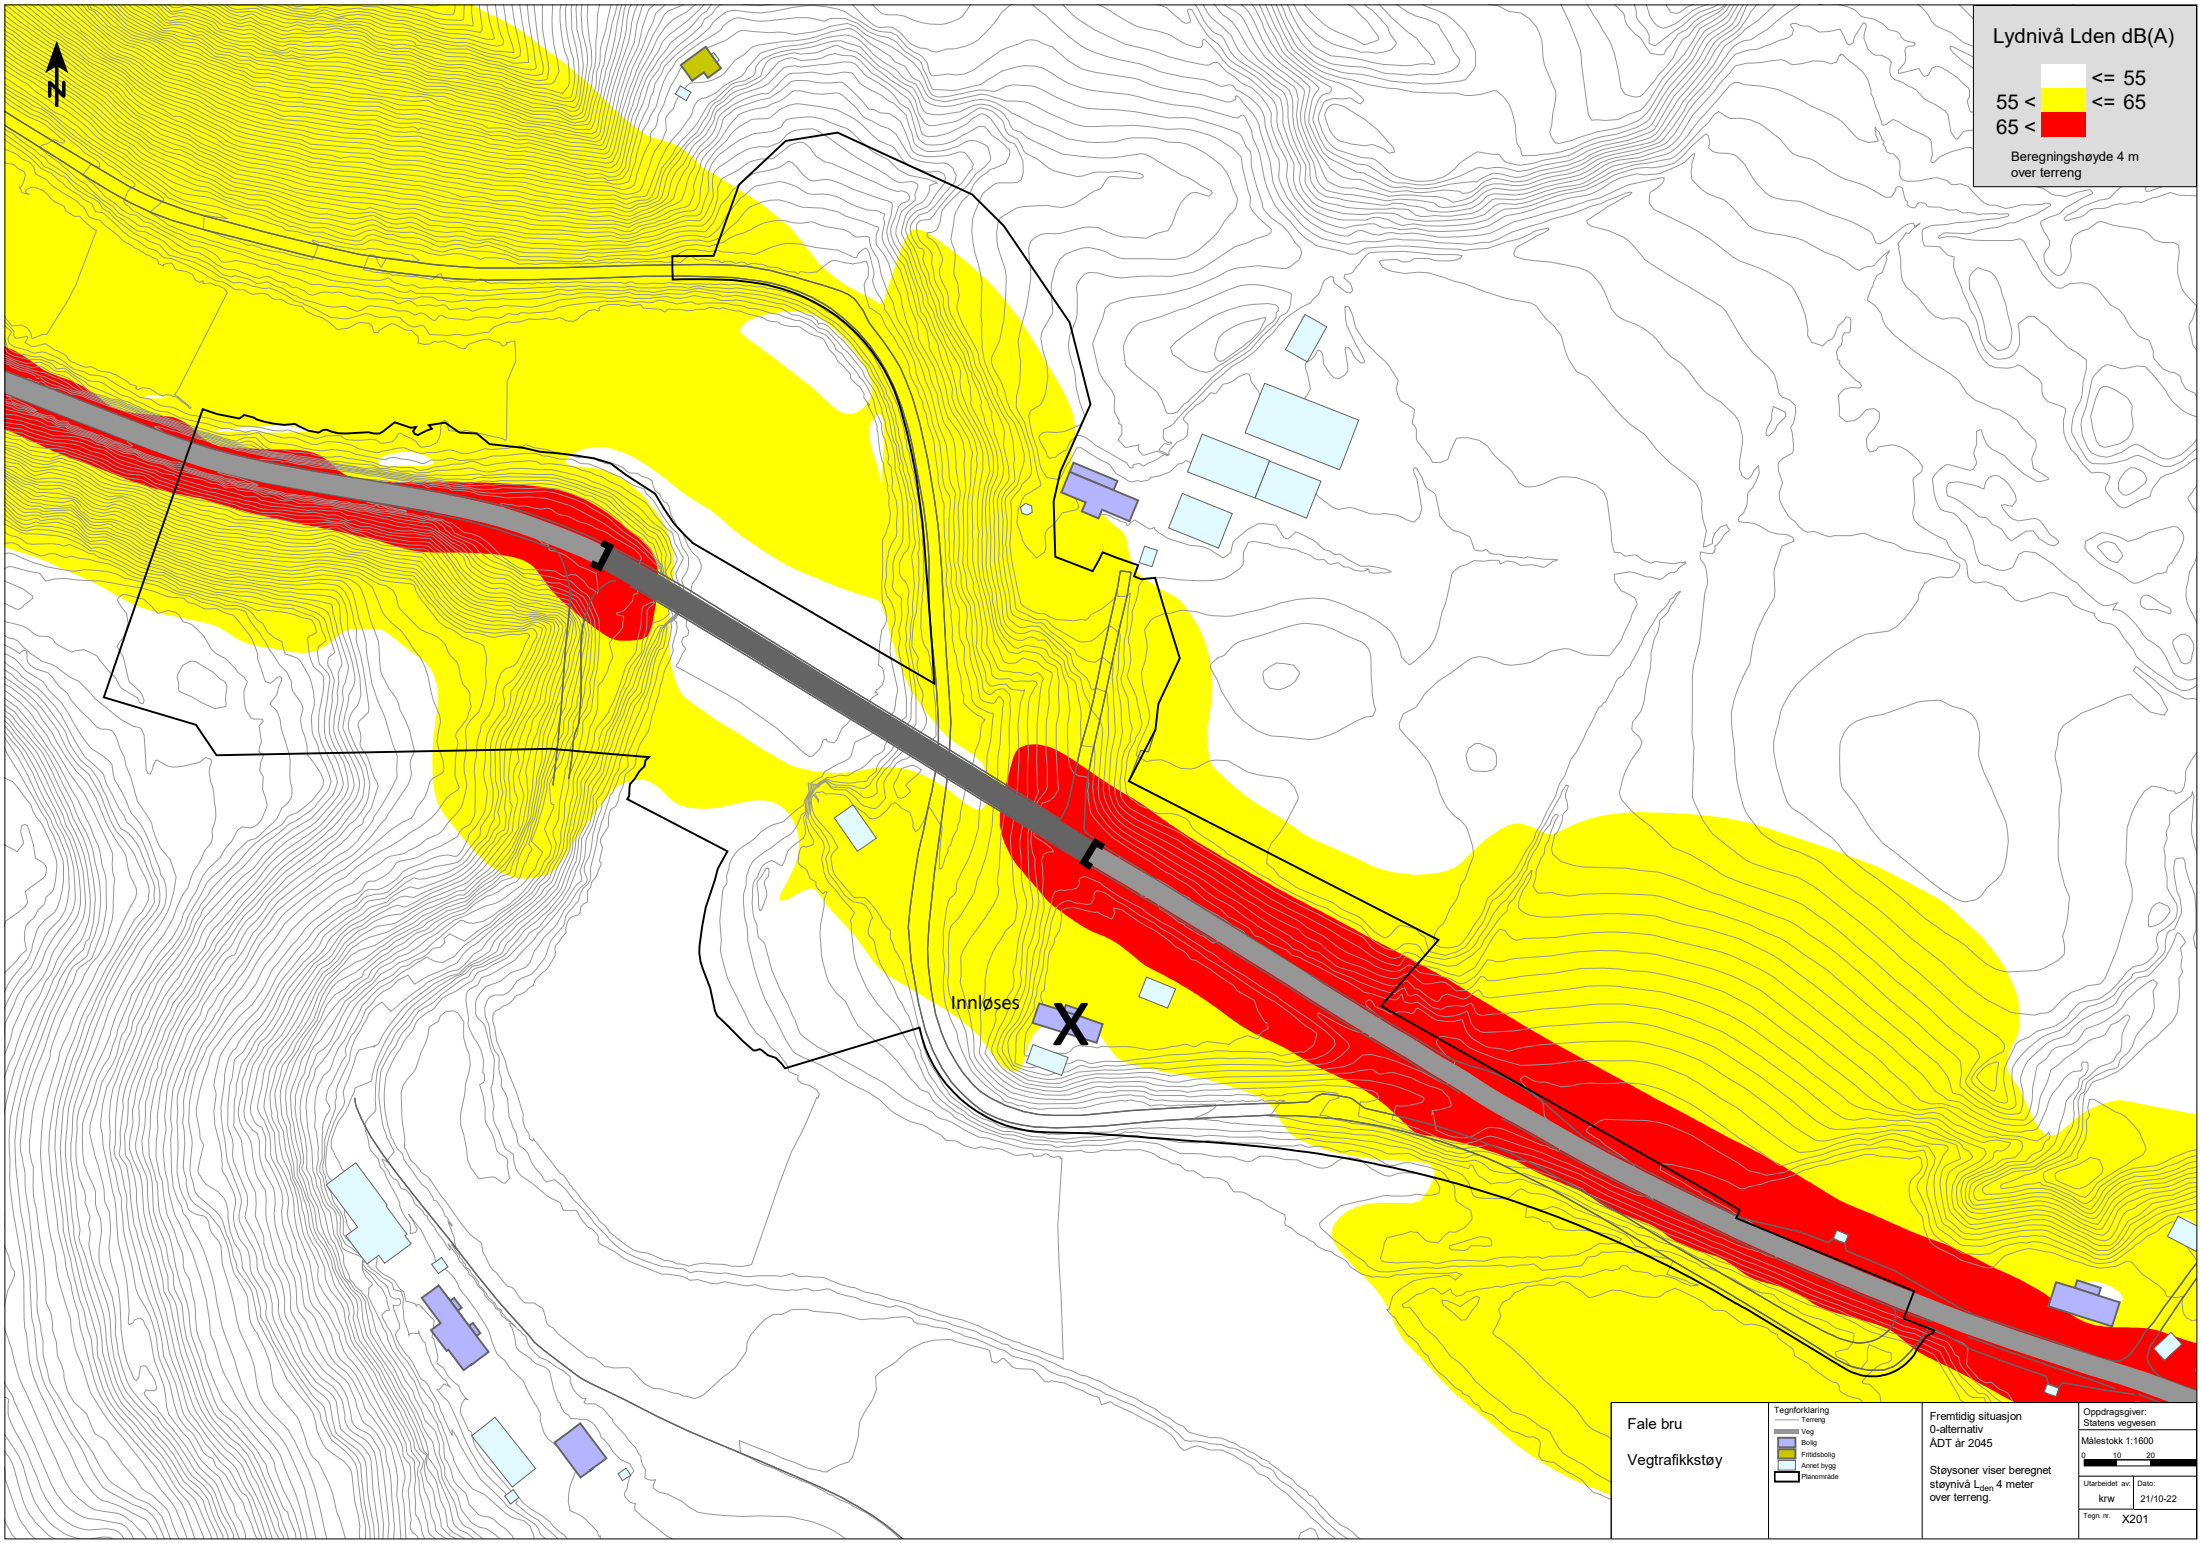 Lydnivå Lden dB(A)
<= 55
55 < <= 65
65 <
Beregningshøyde 4 m
over terreng
N
Innløses
X
Fale bru
Vegtrafikkstøy
Tegnforklaring
Terreng
Veg
Bolig
Fritidsbolig
Annet bygg
Planområde
Fremtidig situasjon
0-alternativ
ÅDT år 2045
Støysoner viser beregnet
støynivå Lden 4 meter
over terreng.
Oppdragsgiver:
Statens vegvesen
Målestokk 1:1600
0 10 20
Utarbeidet av: Dato:
krw 21/10-22
Tegn. nr. X201